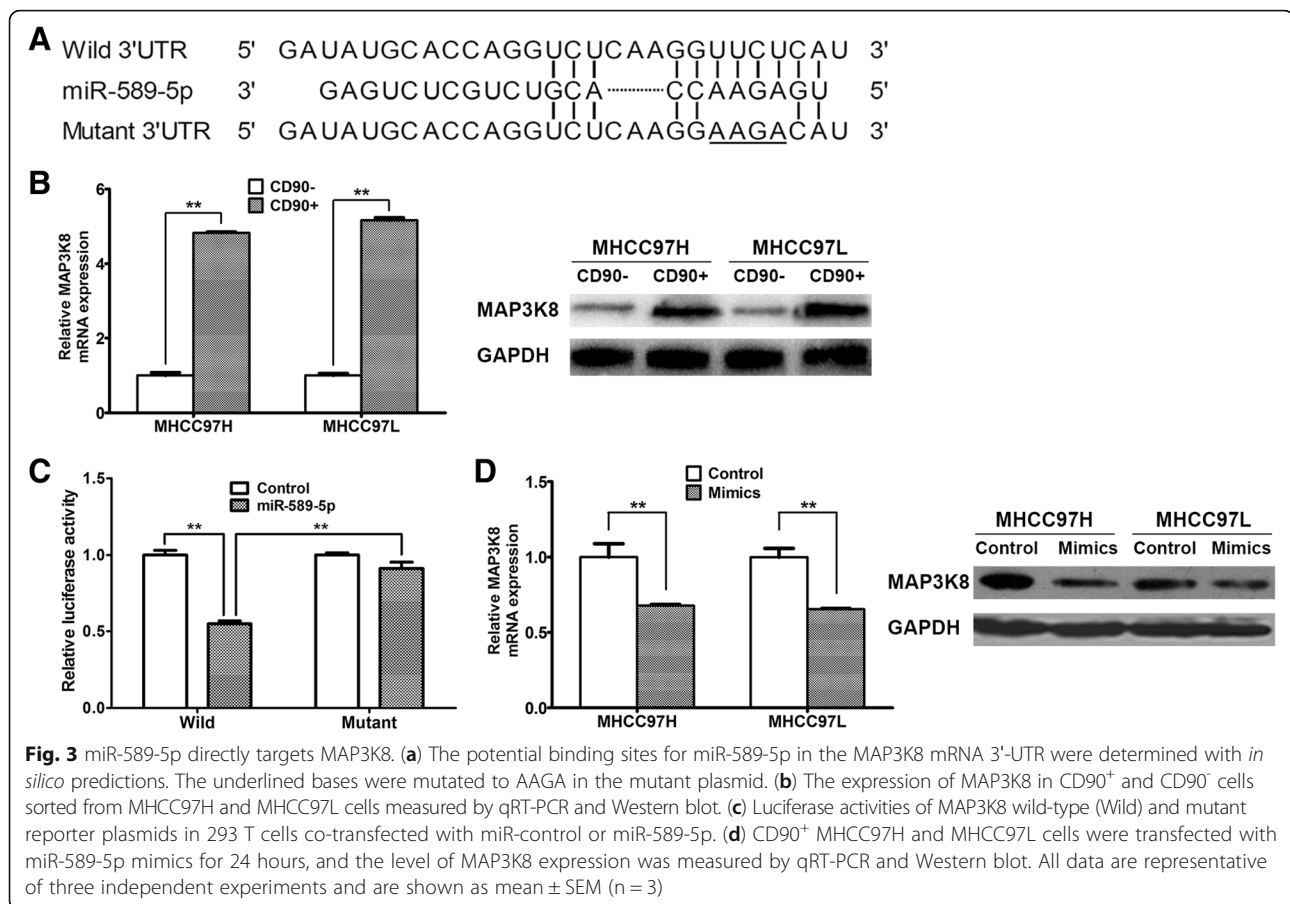 A
Wild 3'UTR 5' GAUAUGCACCAGGUCUCAAGGUUCUCAU 3'
miR-589-5p 3' GAGUCUCGUCUGCA CCAAGAGU 5'
Mutant 3'UTR 5' GAUAUGCACCAGGUCUCAAGGAAGACAU 3'
B
CD90-
CD90+
Relative MAP3K8
mRNA expression
6
4
2
0
**
**
MHCC97H MHCC97L
MHCC97H MHCC97L
CD90- CD90+ CD90- CD90+
MAP3K8
GAPDH
C
Control
miR-589-5p
Relative luciferase activity
1.5
1.0
0.5
0.0
**
**
Wild Mutant
D
Control
Mimics
Relative MAP3K8
mRNA expression
1.5
1.0
0.5
0.0
**
**
MHCC97H MHCC97L
MHCC97H MHCC97L
Control Mimics Control Mimics
MAP3K8
GAPDH
Fig. 3 miR-589-5p directly targets MAP3K8. (a) The potential binding sites for miR-589-5p in the MAP3K8 mRNA 3'-UTR were determined with in
silico predictions. The underlined bases were mutated to AAGA in the mutant plasmid. (b) The expression of MAP3K8 in CD90⁺ and CD90⁻ cells
sorted from MHCC97H and MHCC97L cells measured by qRT-PCR and Western blot. (c) Luciferase activities of MAP3K8 wild-type (Wild) and mutant
reporter plasmids in 293 T cells co-transfected with miR-control or miR-589-5p. (d) CD90⁺ MHCC97H and MHCC97L cells were transfected with
miR-589-5p mimics for 24 hours, and the level of MAP3K8 expression was measured by qRT-PCR and Western blot. All data are representative
of three independent experiments and are shown as mean ± SEM (n = 3)